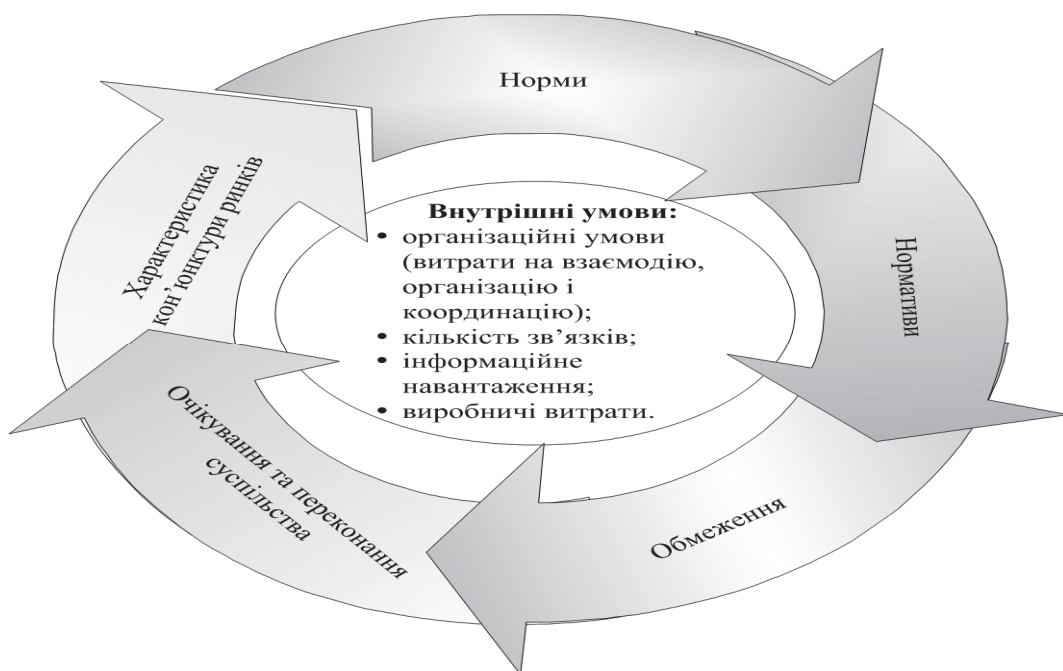 Норми
Нормативи
Обмеження
Очікування та переконання
суспільства
Характеристика
кон’юнктури ринків
Внутрішні умови:
• організаційні умови
(витрати на взаємодію,
організацію і
координацію);
• кількість зв’язків;
• інформаційне
навантаження;
• виробничі витрати.